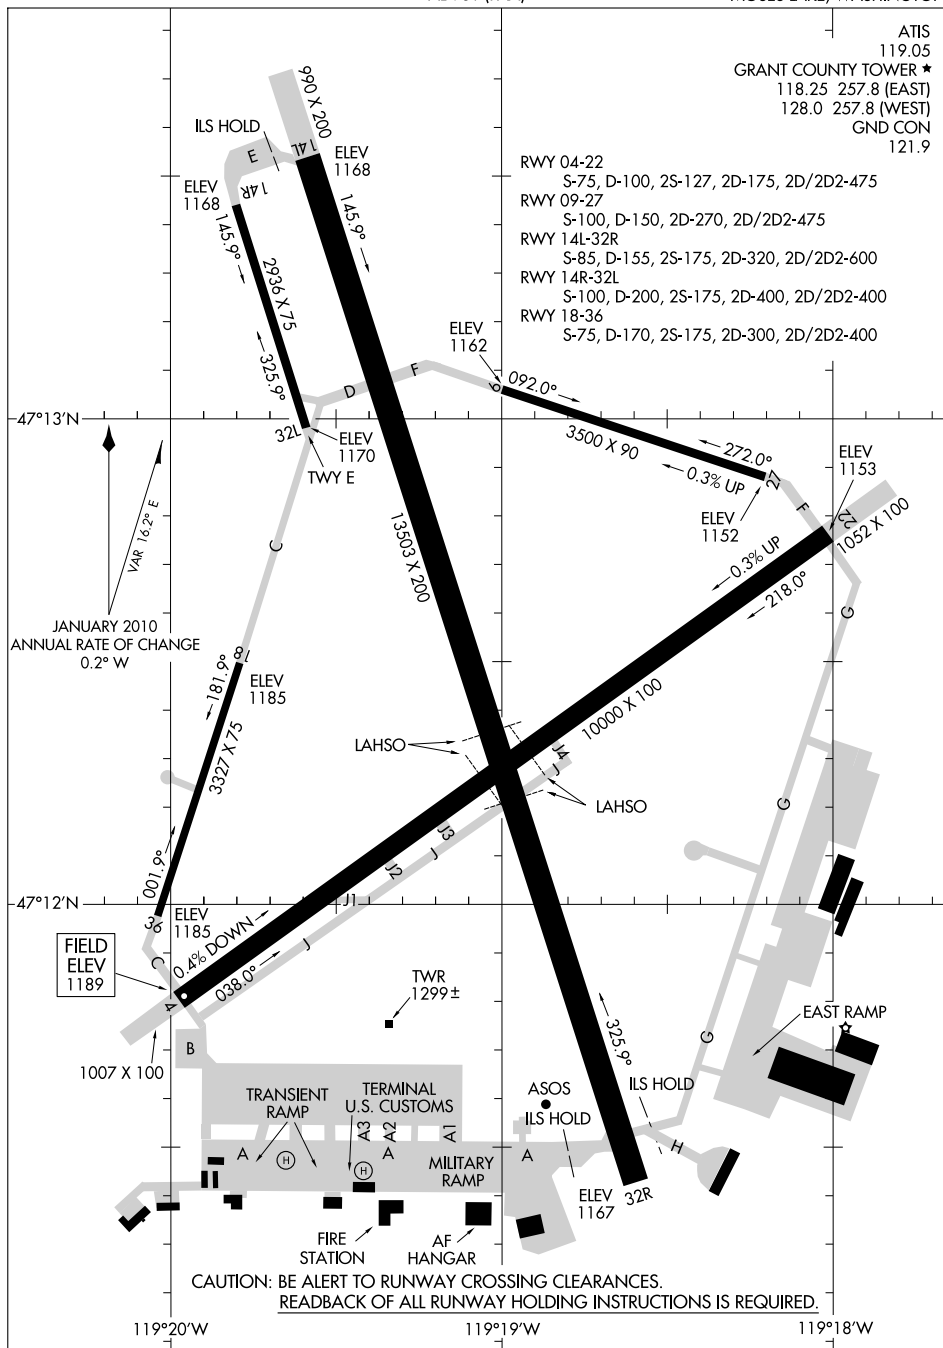 MOSES LAKE, WASHINGTON
ATIS
119.05
GRANT COUNTY TOWER ★
118.25 257.8 (EAST)
128.0 257.8 (WEST)
GND CON
121.9
RWY 04-22
S-75, D-100, 2S-127, 2D-175, 2D/2D2-475
RWY 09-27
S-100, D-150, 2D-270, 2D/2D2-475
RWY 14L-32R
S-85, D-155, 2S-175, 2D-320, 2D/2D2-600
RWY 14R-32L
S-100, D-200, 2S-175, 2D-400, 2D/2D2-400
RWY 18-36
S-75, D-170, 2S-175, 2D-300, 2D/2D2-400
990 X 200
ILS HOLD
E
14L
ELEV
1168
14R
ELEV
1168
145.9°
145.9°
2936 X 75
325.9°
32L
ELEV
1170
TWY E
D
F
ELEV
1162
9
092.0°
3500 X 90
272.0°
0.3% UP
27
ELEV
1152
F
ELEV
1153
22
1052 X 100
47°13'N
VAR 16.2° E
JANUARY 2010
ANNUAL RATE OF CHANGE
0.2° W
C
13503 X 200
0.3% UP
218.0°
G
18
ELEV
1185
181.9°
3327 X 75
001.9°
10000 X 100
LAHSO
LAHSO
J4
J
J3
J
J2
J1
J
G
47°12'N
36
ELEV
1185
C
FIELD
ELEV
1189
0.4% DOWN
038.0°
4
1007 X 100
B
TWR
1299±
325.9°
G
EAST RAMP
ILS HOLD
ASOS
ILS HOLD
H
TRANSIENT
RAMP
TERMINAL
U.S. CUSTOMS
A3
A2
A1
A
A
A
H
H
MILITARY
RAMP
ELEV
1167
32R
FIRE
STATION
AF
HANGAR
CAUTION: BE ALERT TO RUNWAY CROSSING CLEARANCES.
READBACK OF ALL RUNWAY HOLDING INSTRUCTIONS IS REQUIRED.
119°20'W
119°19'W
119°18'W